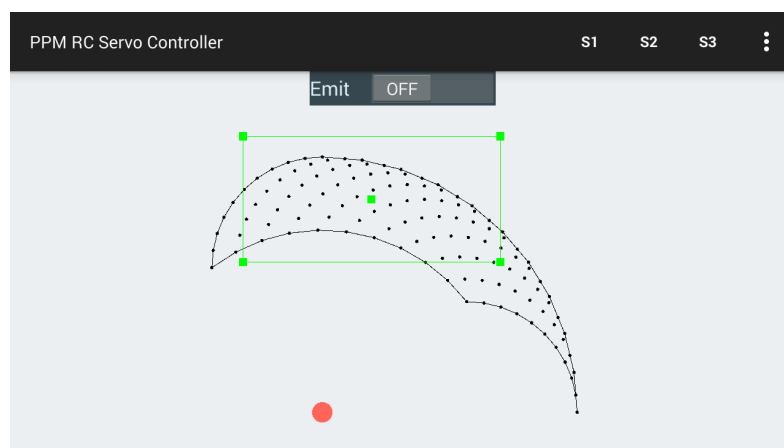 PPM RC Servo Controller S1 S2 S3
Emit OFF